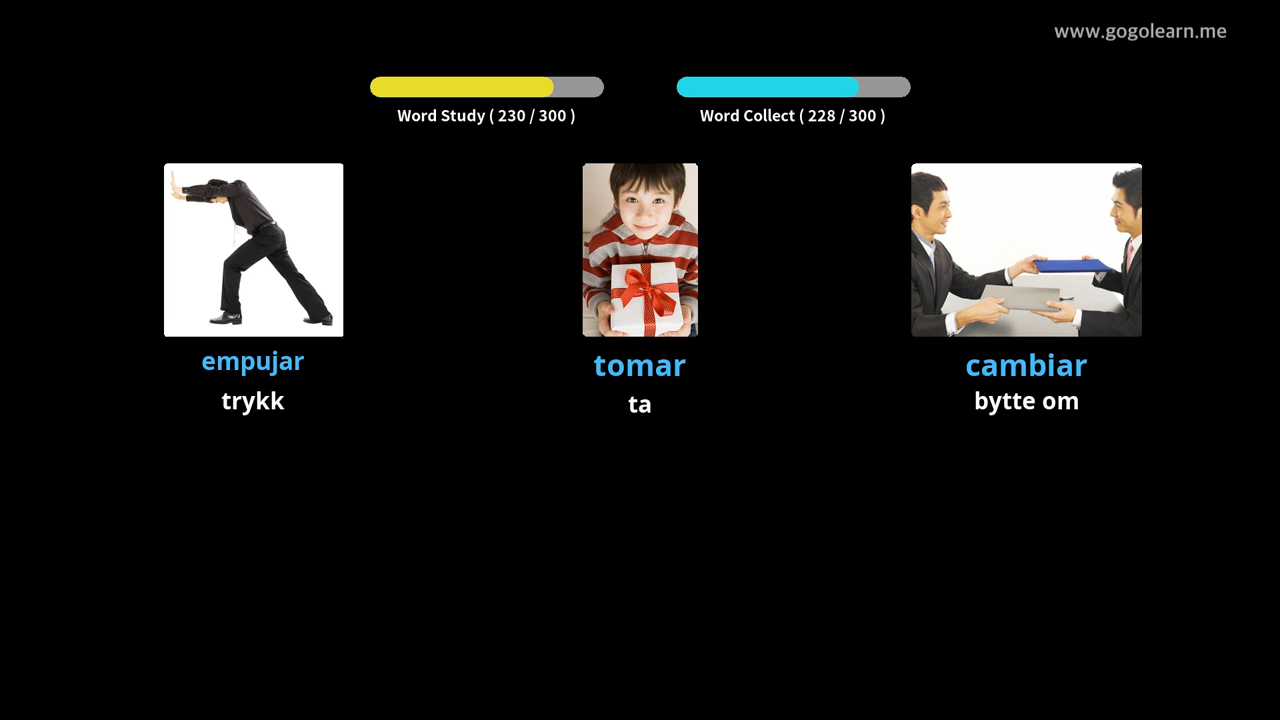 www.gogolearn.me
Word Study ( 230 / 300 )
Word Collect ( 228 / 300 )
empujar
trykk
tomar
ta
cambiar
bytte om